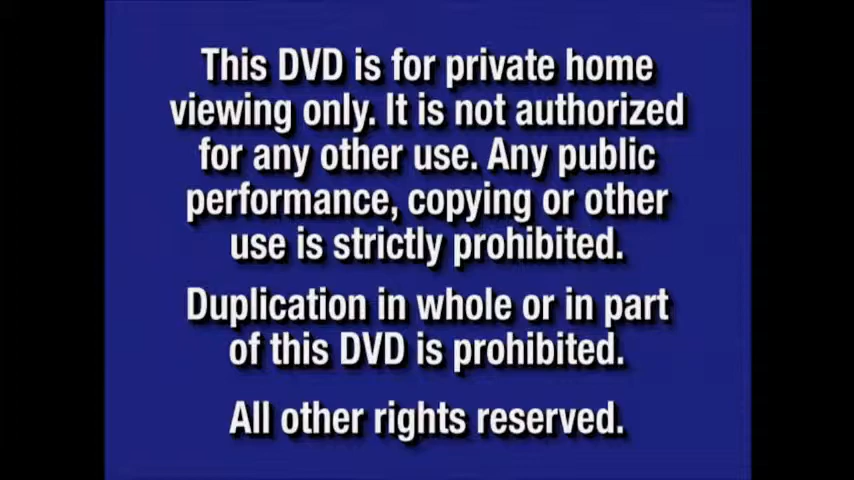 This DVD is for private home
viewing only. It is not authorized
for any other use. Any public
performance, copying or other
use is strictly prohibited.
Duplication in whole or in part
of this DVD is prohibited.
All other rights reserved.